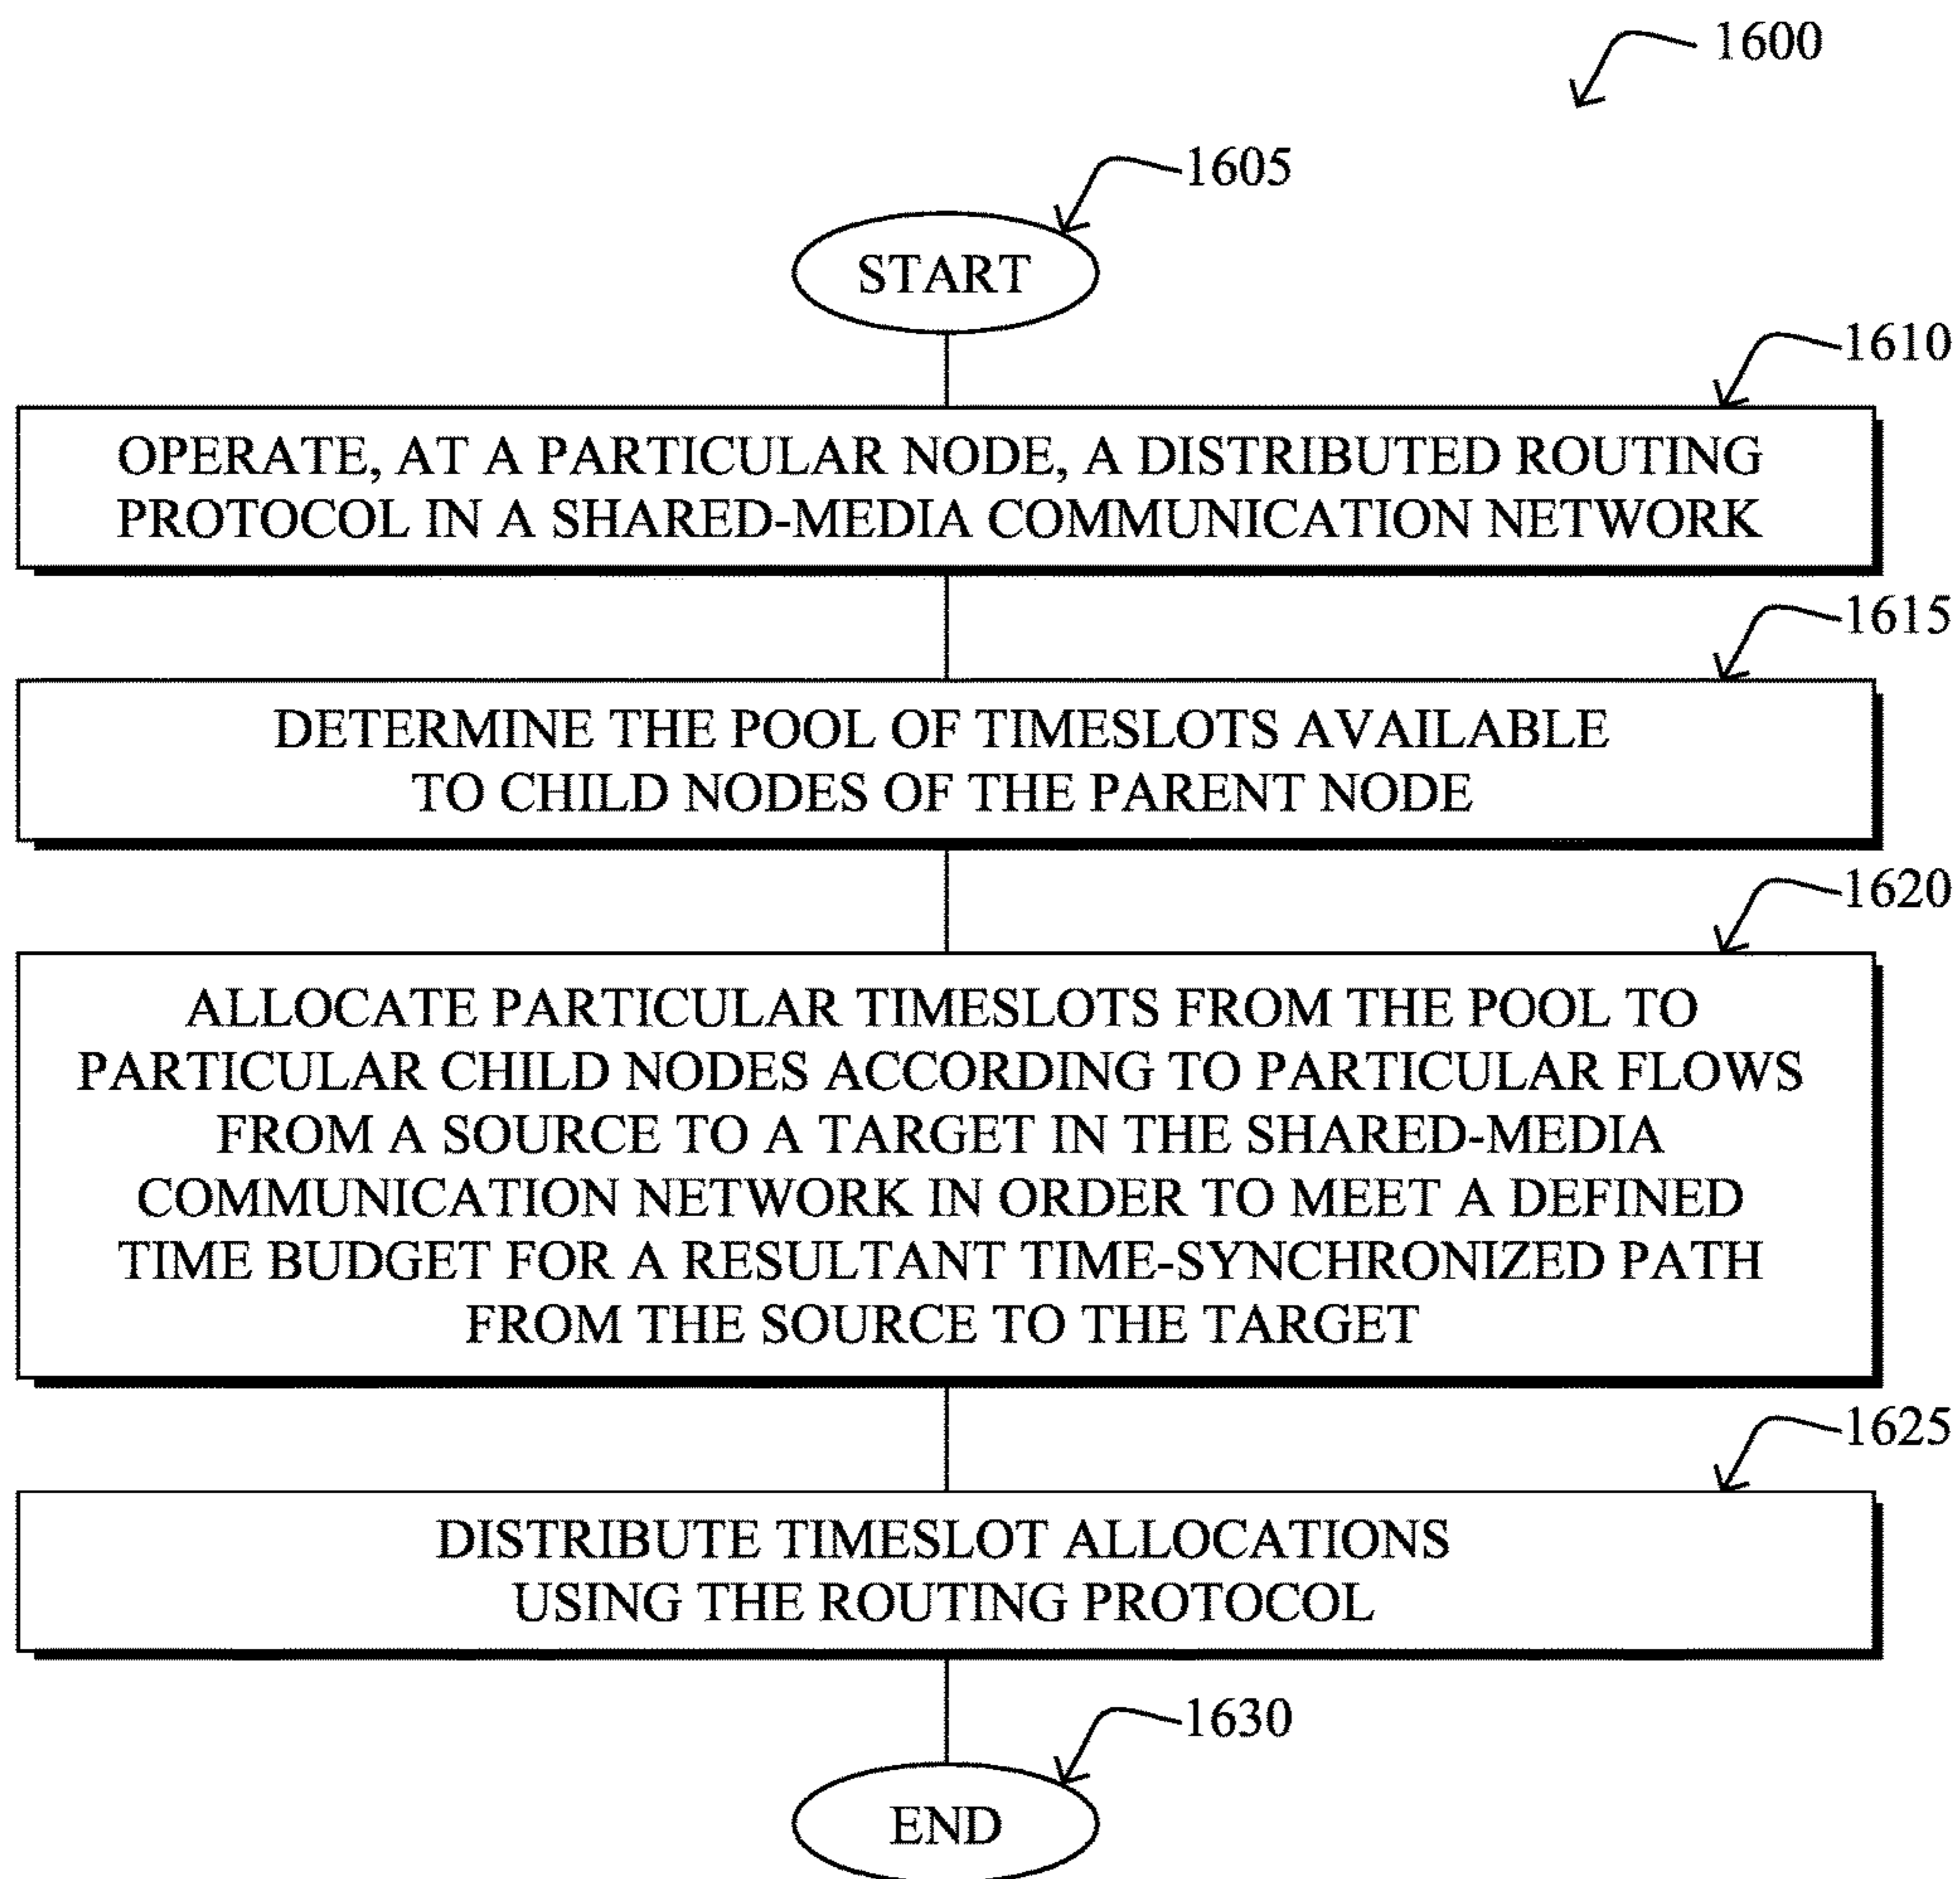 1600
1605
START
1610
OPERATE, AT A PARTICULAR NODE, A DISTRIBUTED ROUTING
PROTOCOL IN A SHARED-MEDIA COMMUNICATION NETWORK
1615
DETERMINE THE POOL OF TIMESLOTS AVAILABLE
TO CHILD NODES OF THE PARENT NODE
1620
ALLOCATE PARTICULAR TIMESLOTS FROM THE POOL TO
PARTICULAR CHILD NODES ACCORDING TO PARTICULAR FLOWS
FROM A SOURCE TO A TARGET IN THE SHARED-MEDIA
COMMUNICATION NETWORK IN ORDER TO MEET A DEFINED
TIME BUDGET FOR A RESULTANT TIME-SYNCHRONIZED PATH
FROM THE SOURCE TO THE TARGET
1625
DISTRIBUTE TIMESLOT ALLOCATIONS
USING THE ROUTING PROTOCOL
1630
END